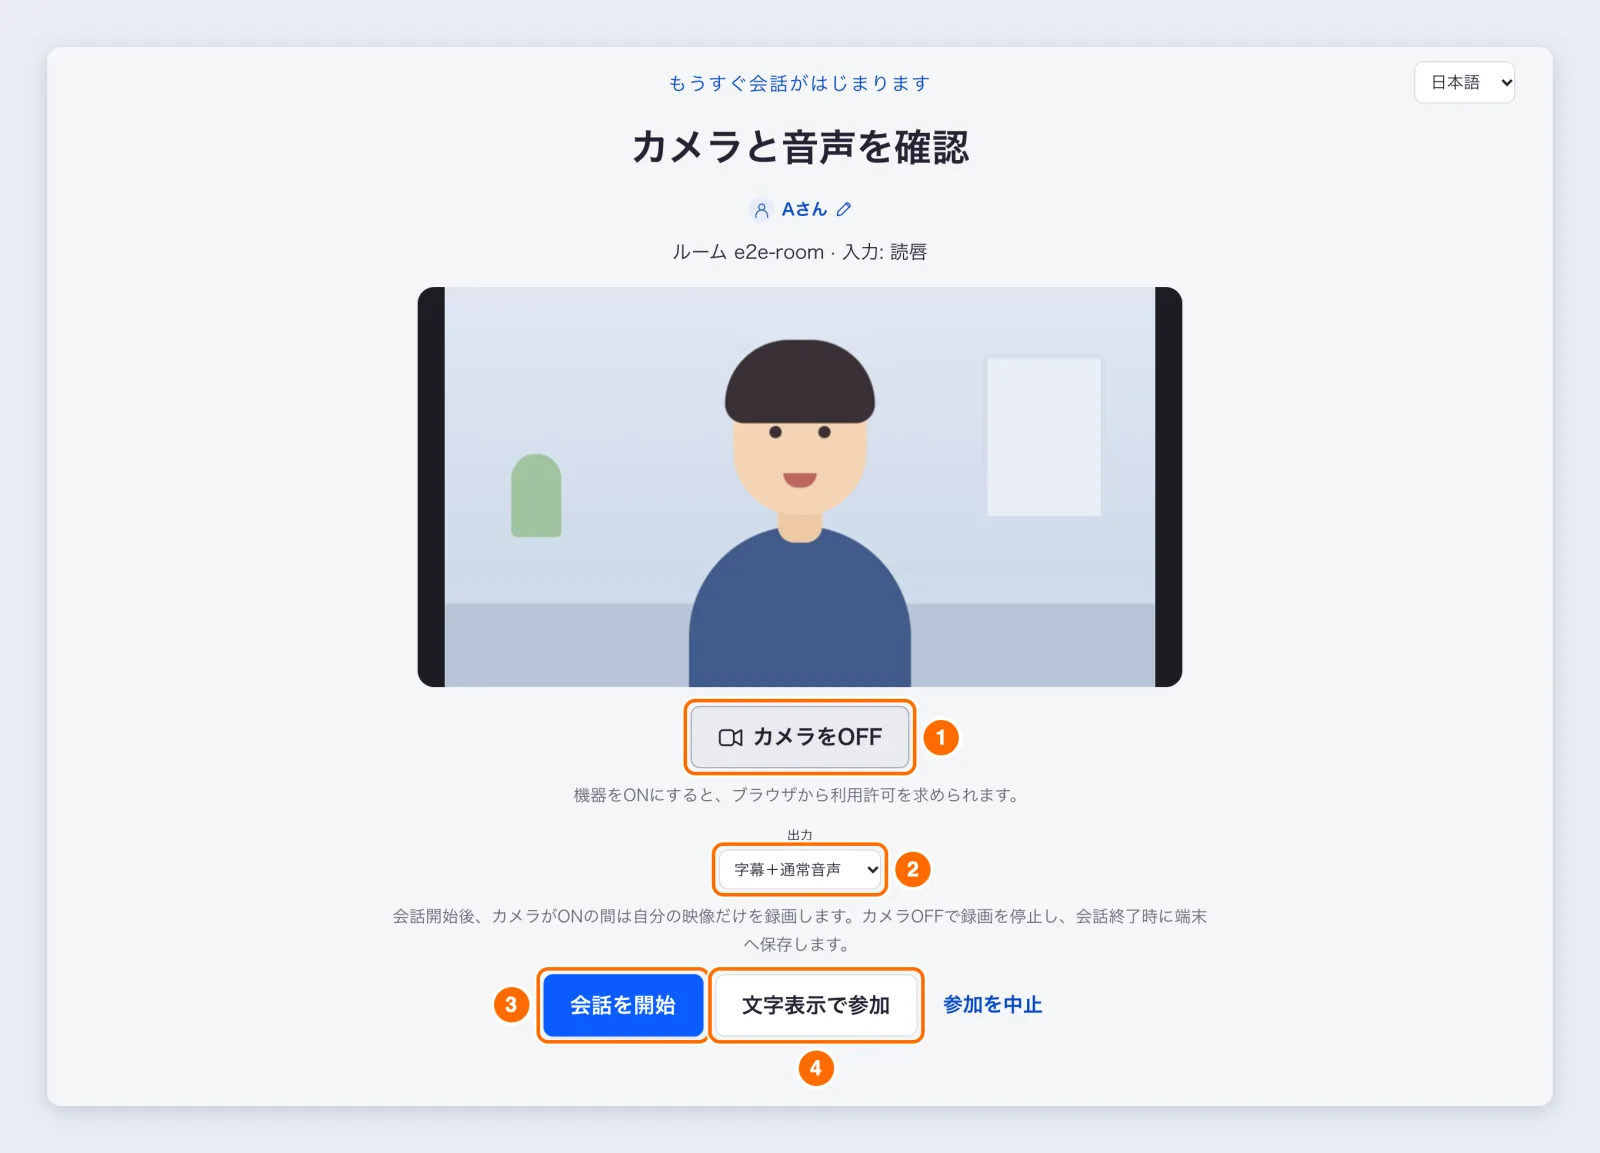 もうすぐ会話がはじまります
日本語
カメラと音声を確認
Aさん
ルーム e2e-room · 入力: 読唇
カメラをOFF
1
機器をONにすると、ブラウザから利用許可を求められます。
出力
字幕＋通常音声
2
会話開始後、カメラがONの間は自分の映像だけを録画します。カメラOFFで録画を停止し、会話終了時に端末
へ保存します。
3
会話を開始
文字表示で参加
参加を中止
4